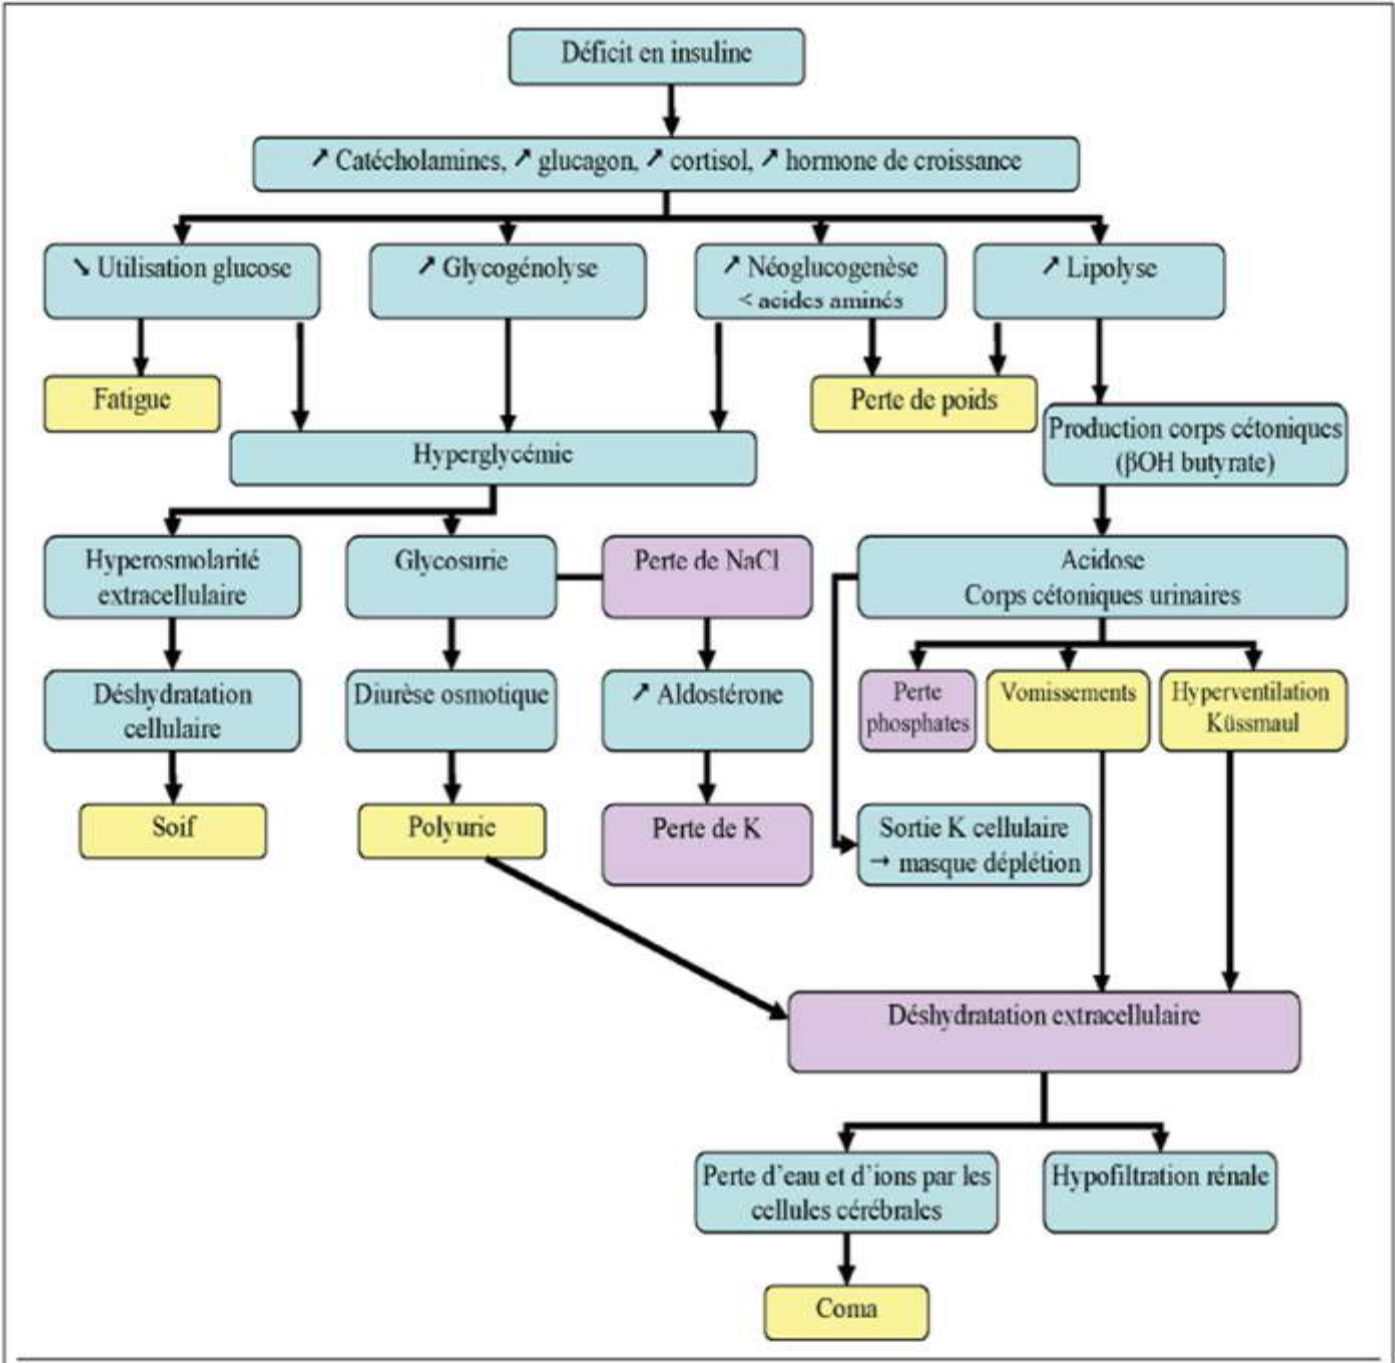 Déficit en insuline
↗ Catécholamines, ↗ glucagon, ↗ cortisol, ↗ hormone de croissance
↘ Utilisation glucose
↗ Glycogénolyse
↗ Néoglucogenèse
< acides aminés
↗ Lipolyse
Fatigue
Perte de poids
Production corps cétoniques
(βOH butyrate)
Hyperglycémie
Hyperosmolarité
extracellulaire
Glycosurie
Perte de NaCl
Acidose
Corps cétoniques urinaires
Déshydratation
cellulaire
Diurèse osmotique
↗ Aldostérone
Perte
phosphates
Vomissements
Hyperventilation
Küssmaul
Soif
Polyurie
Perte de K
Sortie K cellulaire
→ masque déplétion
Déshydratation extracellulaire
Perte d’eau et d’ions par les
cellules cérébrales
Hypofiltration rénale
Coma